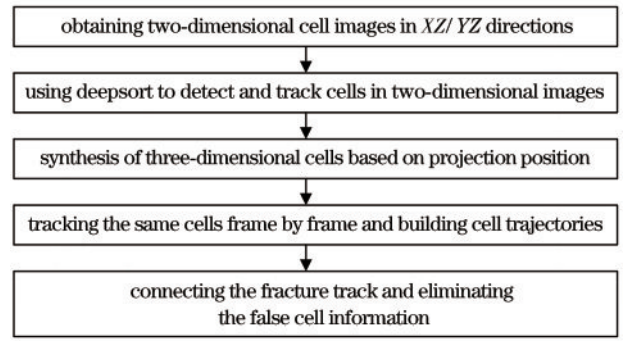 obtaining two-dimensional cell images in XZ/YZ directions
using deepsort to detect and track cells in two-dimensional images
synthesis of three-dimensional cells based on projection position
tracking the same cells frame by frame and building cell trajectories
connecting the fracture track and eliminating
the false cell information